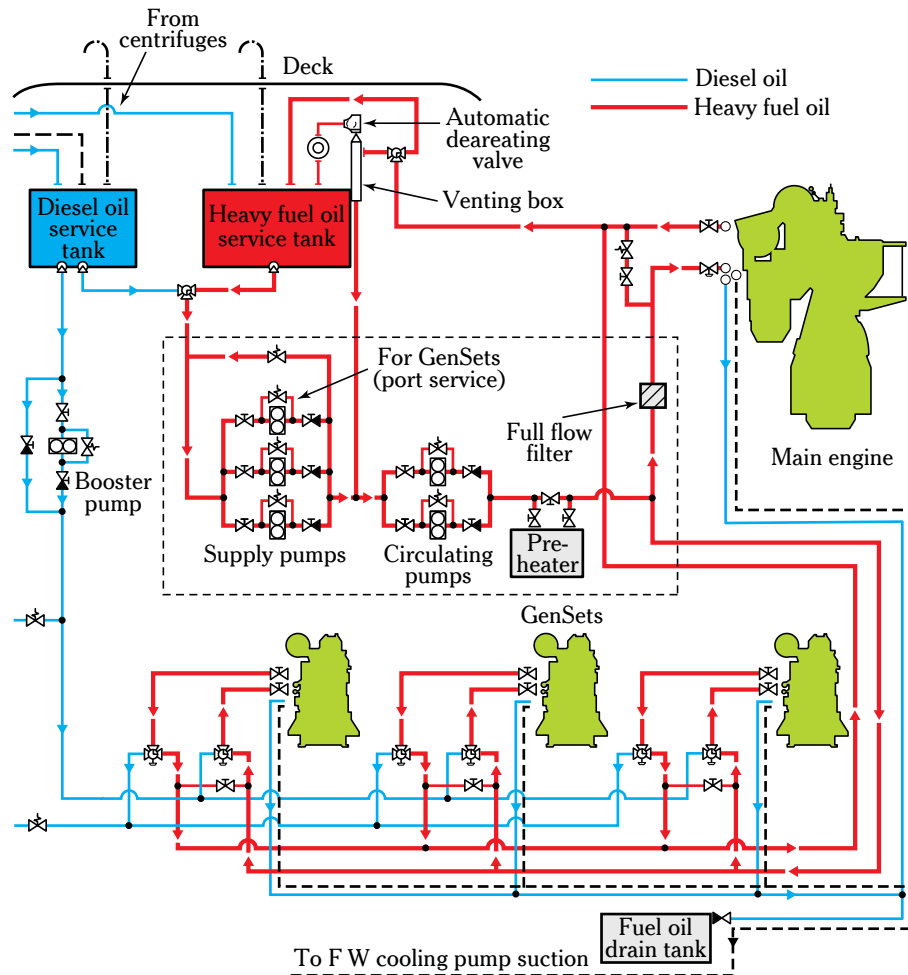 From
centrifuges
Deck
Diesel oil
Heavy fuel oil
Automatic
deareating
valve
Venting box
Diesel oil
service
tank
Heavy fuel oil
service tank
For GenSets
(port service)
Full flow
filter
Main engine
Booster
pump
Supply pumps
Circulating
pumps
Pre-
heater
GenSets
Fuel oil
drain tank
To F W cooling pump suction